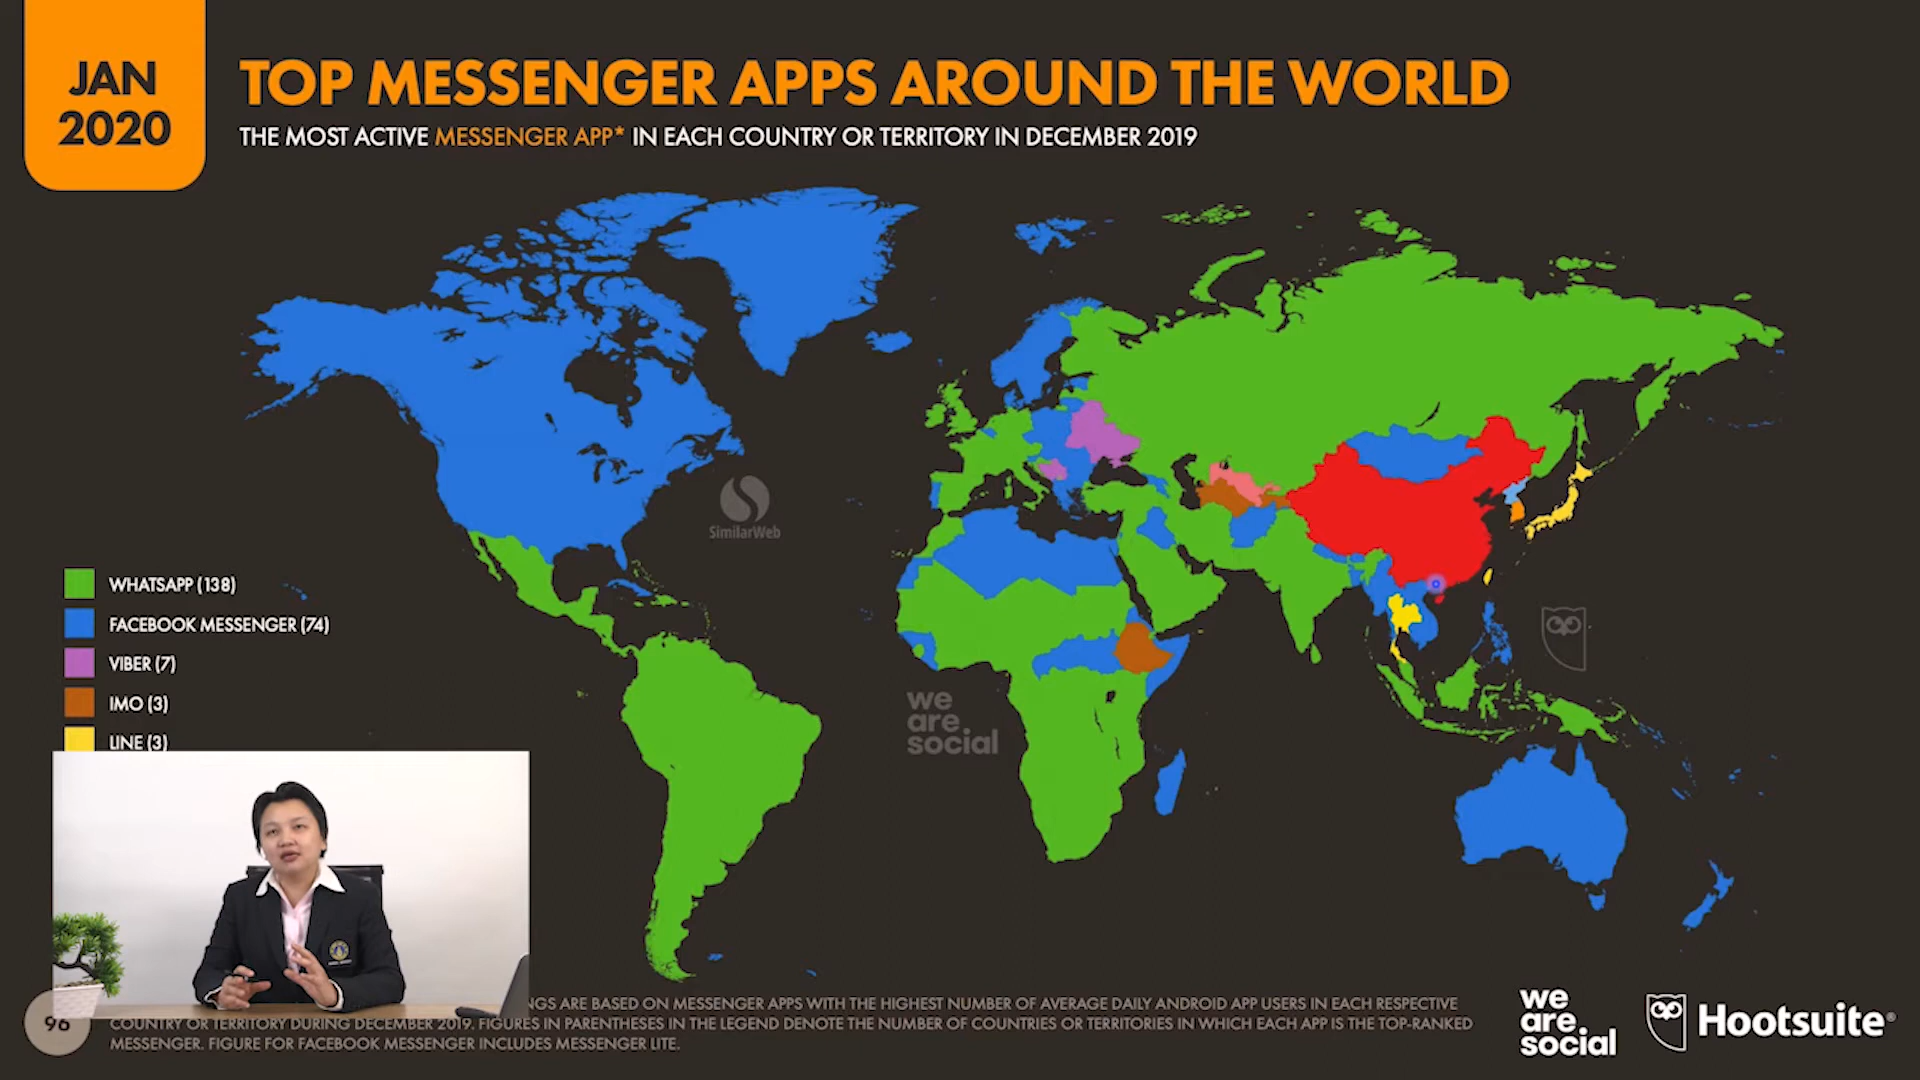 JAN
2020
TOP MESSENGER APPS AROUND THE WORLD
THE MOST ACTIVE MESSENGER APP* IN EACH COUNTRY OR TERRITORY IN DECEMBER 2019
SimilarWeb
WHATSAPP (138)
FACEBOOK MESSENGER (74)
VIBER (7)
IMO (3)
LINE (3)
we
are
social
96
NGS ARE BASED ON MESSENGER APPS WITH THE HIGHEST NUMBER OF AVERAGE DAILY ANDROID APP USERS IN EACH RESPECTIVE
COUNTRY OR TERRITORY DURING DECEMBER 2019. FIGURES IN PARENTHESES IN THE LEGEND DENOTE THE NUMBER OF COUNTRIES OR TERRITORIES IN WHICH EACH APP IS THE TOP-RANKED
MESSENGER. FIGURE FOR FACEBOOK MESSENGER INCLUDES MESSENGER LITE.
we
are
social
Hootsuite®